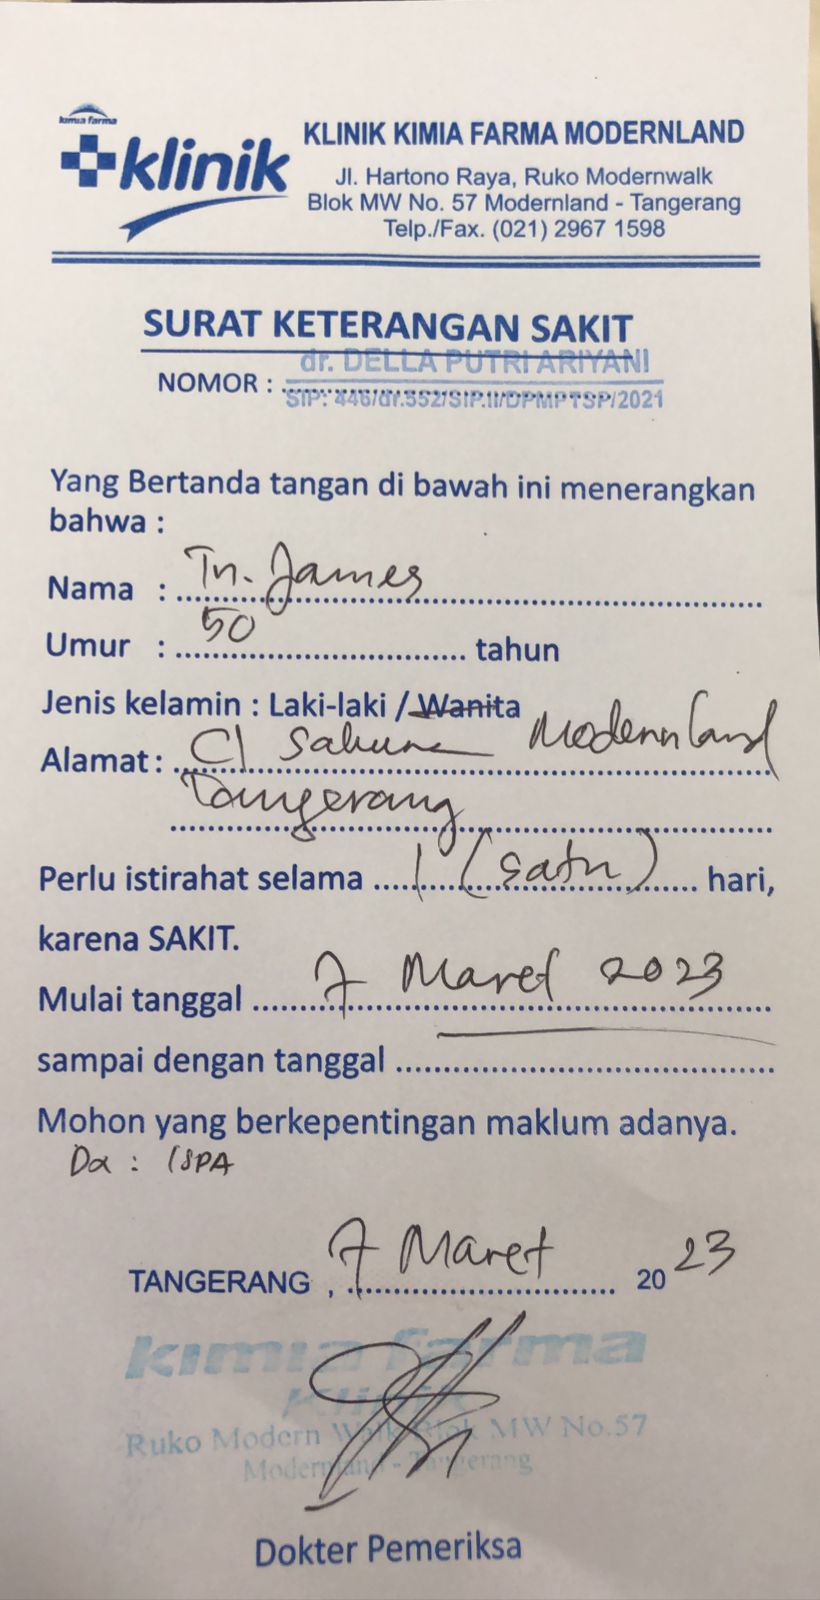 kimia farma
klinik
KLINIK KIMIA FARMA MODERNLAND
Jl. Hartono Raya, Ruko Modernwalk
Blok MW No. 57 Modernland - Tangerang
Telp./Fax. (021) 2967 1598
SURAT KETERANGAN SAKIT
dr. DELLA PUTRI ARIYANI
NOMOR :
SIP: 446/dr.552/SIP.II/DPMPTSP/2021
Yang Bertanda tangan di bawah ini menerangkan
bahwa :
Nama : Tn. James
Umur : 50 tahun
Jenis kelamin : Laki-laki / Wanita
Alamat : Modernland
Tangerang
Perlu istirahat selama 1 (satu) hari,
karena SAKIT.
Mulai tanggal 7 Maret 2023
sampai dengan tanggal
Mohon yang berkepentingan maklum adanya.
Dx : ISPA
TANGERANG , 7 Maret 2023
kimia farma
Klinik
Ruko Modern Walk Blok MW No.57
Modernland - Tangerang
Dokter Pemeriksa